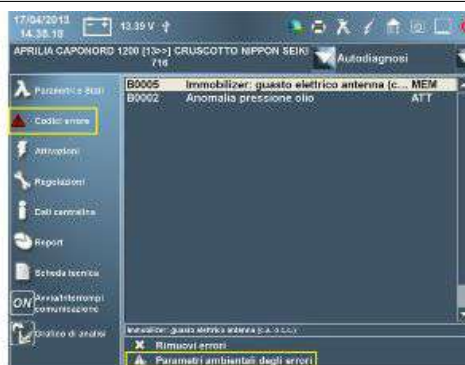 17/04/2013
14.38.18
13.39 V
APRILIA CAPONORD 1200 [13>>] CRUSCOTTO NIPPON SEIKI
716
Autodiagnosi
Parametri e Stati
Codici errore
Attivazioni
Regolazioni
Dati centralina
Report
Scheda tecnica
ON Avvia/Interrompi
comunicazione
Grafico di analisi
B0005 Immobilizer: guasto elettrico antenna (c... MEM
B0002 Anomalia pressione olio ATT
Immobilizer: guasto elettrico antenna (c.a. o c.c.)
Rimuovi errori
Parametri ambientali degli errori